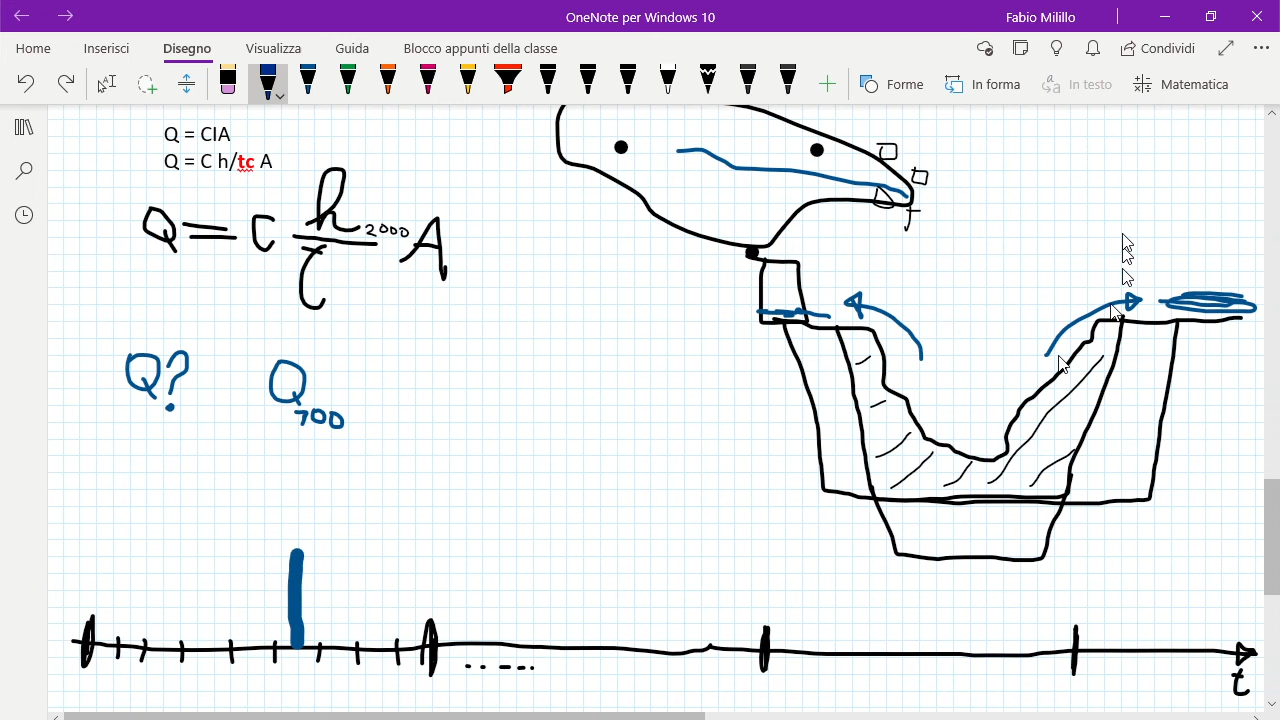 OneNote per Windows 10
Fabio Milillo
Home Inserisci Disegno Visualizza Guida Blocco appunti della classe
Condividi
Forme In forma In testo Matematica
Q = CIA
Q = C h/tc A
Q = C h 2000 A
Q? Q 700
t